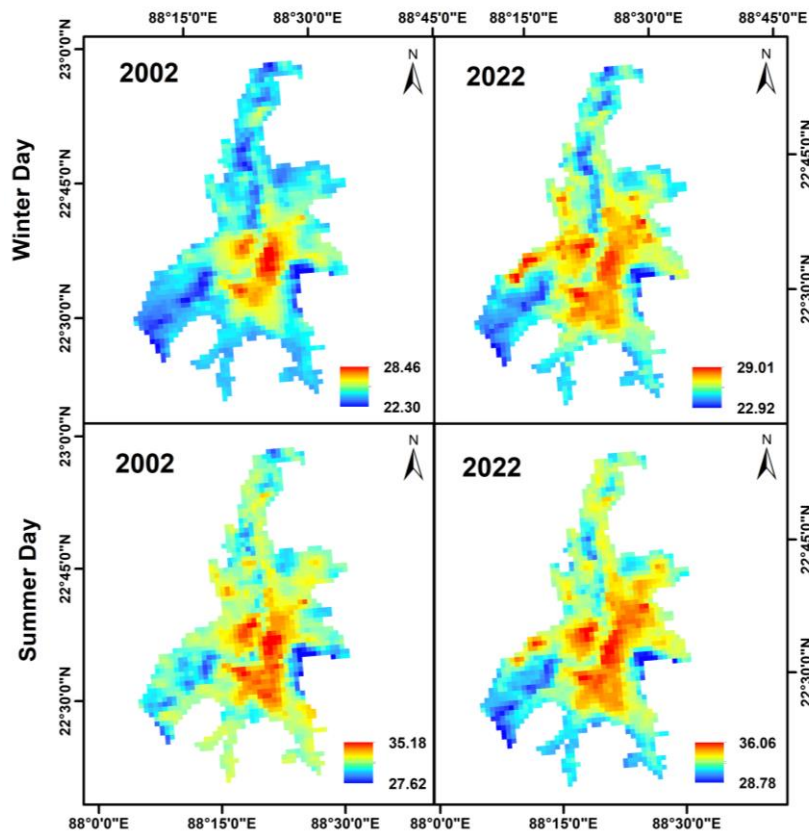 88°15'0"E 88°30'0"E 88°45'0"E 88°15'0"E 88°30'0"E 88°45'0"E
Winter Day
23°0'0"N
22°45'0"N
22°30'0"N
2002
N
28.46
22.30
2022
N
29.01
22.92
22°45'0"N
22°30'0"N
Summer Day
23°0'0"N
22°45'0"N
22°30'0"N
2002
N
35.18
27.62
2022
N
36.06
28.78
22°45'0"N
22°30'0"N
88°0'0"E 88°15'0"E 88°30'0"E 88°0'0"E 88°15'0"E 88°30'0"E